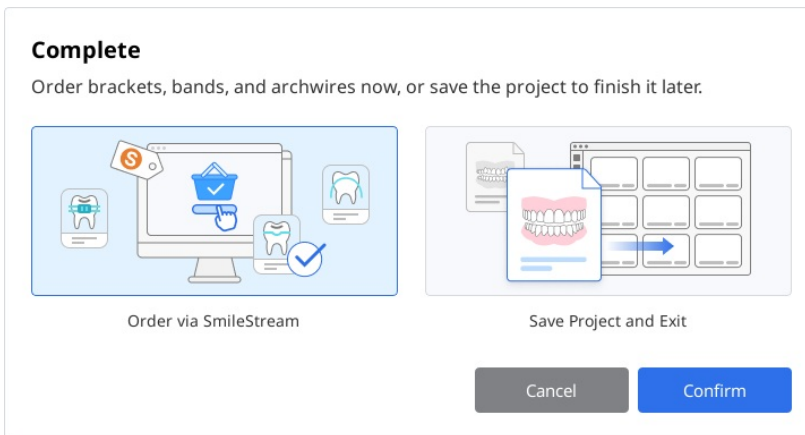 Complete
Order brackets, bands, and archwires now, or save the project to finish it later.
S
Order via SmileStream
Save Project and Exit
Cancel
Confirm